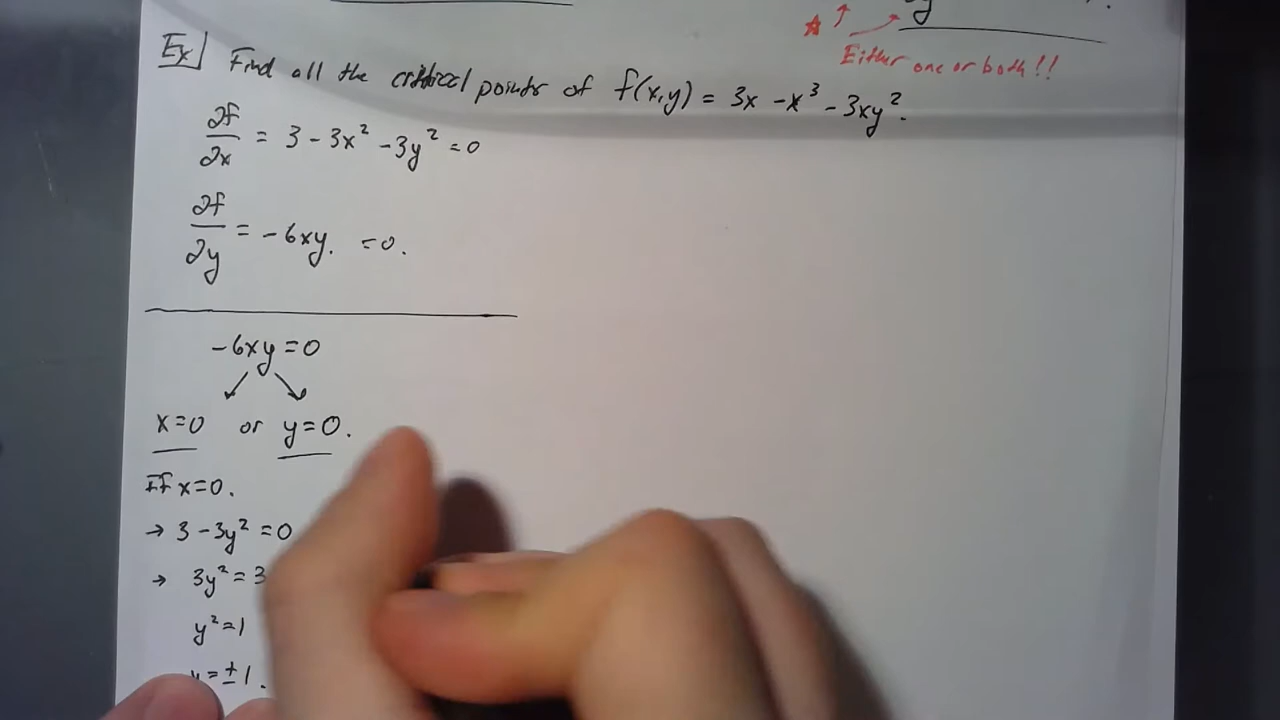 y
Either one or both!!
Ex Find all the critical points of f(x,y) = 3x - x³ - 3xy².
∂f/∂x = 3 - 3x² - 3y² = 0
∂f/∂y = -6xy. = 0.
-6xy = 0
x=0 or y=0.
If x=0.
→ 3 - 3y² = 0
→ 3y² = 3
y² = 1
y = ± 1.